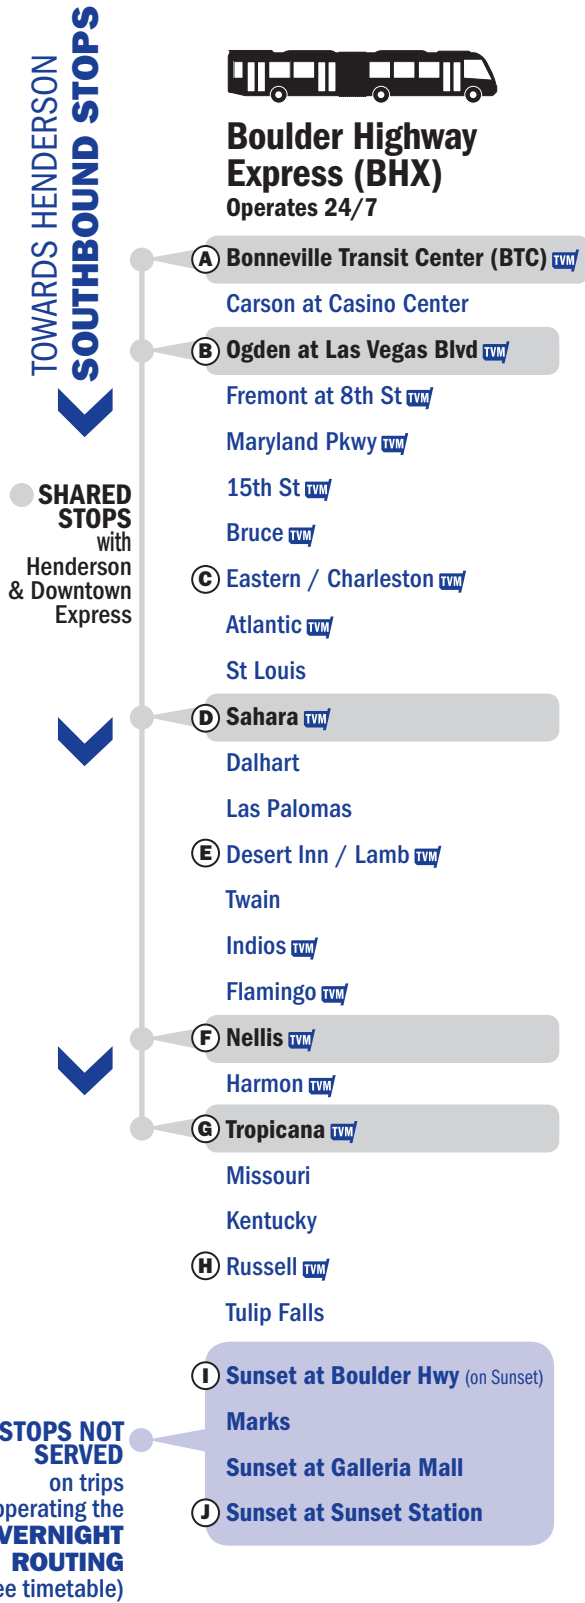 TOWARDS HENDERSON
SOUTHBOUND STOPS
Boulder Highway
Express (BHX)
Operates 24/7
A Bonneville Transit Center (BTC) TVM
Carson at Casino Center
B Ogden at Las Vegas Blvd TVM
Fremont at 8th St TVM
Maryland Pkwy TVM
15th St TVM
Bruce TVM
SHARED
STOPS
with
Henderson
& Downtown
Express
C Eastern / Charleston TVM
Atlantic TVM
St Louis
D Sahara TVM
Dalhart
Las Palomas
E Desert Inn / Lamb TVM
Twain
Indios TVM
Flamingo TVM
F Nellis TVM
Harmon TVM
G Tropicana TVM
Missouri
Kentucky
H Russell TVM
Tulip Falls
I Sunset at Boulder Hwy (on Sunset)
Marks
Sunset at Galleria Mall
J Sunset at Sunset Station
STOPS NOT
SERVED
on trips
operating the
VERNIGHT
ROUTING
ee timetable)